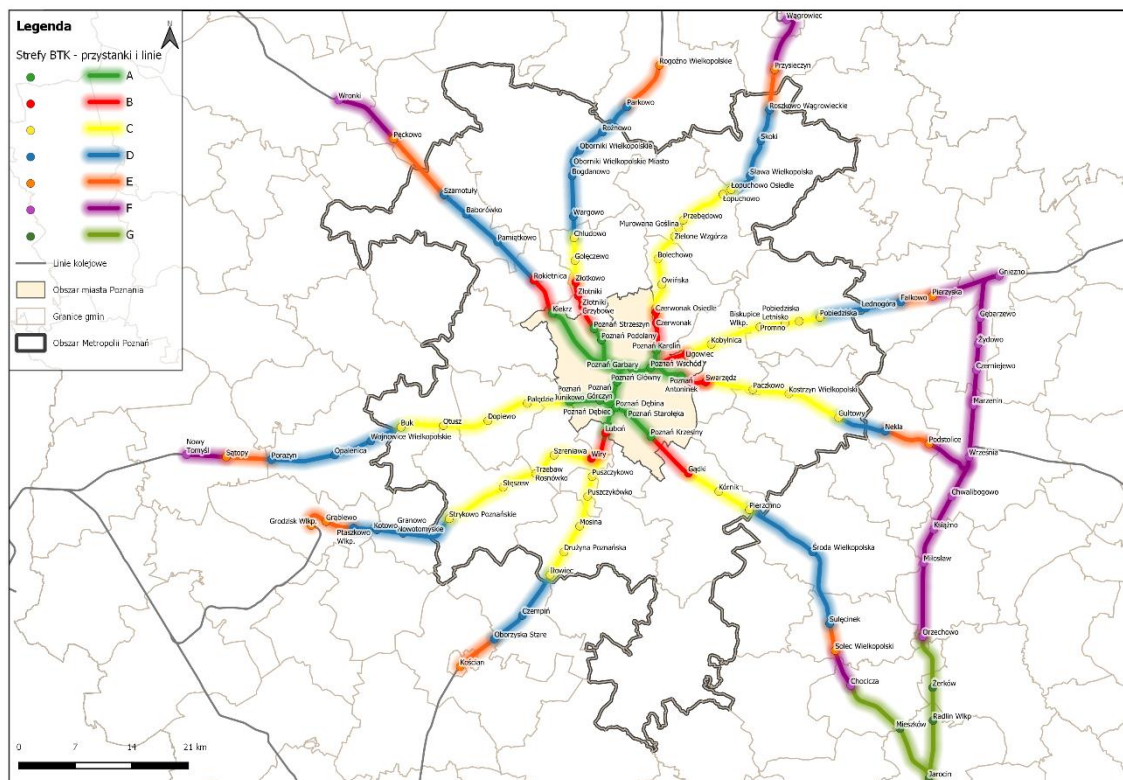 Legenda
N
Strefy BTK - przystanki i linie
A
B
C
D
E
F
G
Linie kolejowe
Obszar miasta Poznania
Granice gmin
Obszar Metropolii Poznań
0 7 14 21 km
Wągrowiec
Przysieczyn
Rogoźno Wielkopolskie
Wronki
Parkowo
Roszkowo Wągrowieckie
Rożnowo
Pęckowo
Skoki
Oborniki Wielkopolskie
Oborniki Wielkopolskie Miasto
Bogdanowo
Sława Wielkopolska
Szamotuły
Łopuchowo Osiedle
Łopuchowo
Baborówko
Wargowo
Przebędowo
Murowana Goślina
Zielone Wzgórza
Pamiątkowo
Chludowo
Bolechowo
Golęczewo
Rokietnica
Złotkowo
Owińska
Gniezno
Złotniki
Pierzyska
Złotniki
Grzybowe
Fałkowo
Lednogóra
Kiekrz
Czerwonak Osiedle
Pobiedziska
Letnisko
Pobiedziska
Gębarzewo
Czerwonak
Biskupice
Wlkp.
Promno
Poznań Strzeszyn
Poznań Podolany
Poznań Karolin
Kobylnica
Żydowo
Ligowiec
Poznań Garbary
Poznań Wschód
Czerniejewo
Poznań Główny
Poznań
Antoninek
Swarzędz
Paczkowo
Kostrzyn Wielkopolski
Poznań
Junikowo
Poznań
Górczyn
Palędzie
Poznań Dębina
Marzenin
Poznań Dębiec
Poznań Starołęka
Gułtowy
Dopiewo
Otusz
Buk
Nekla
Luboń
Poznań Krzesiny
Podstolice
Wojnowice Wielkopolskie
Nowy
Tomyśl
Opalenica
Sątopy
Porażyn
Września
Szreniawa
Wiry
Trzebaw
Rosnówko
Puszczykowo
Gądki
Stęszew
Puszczykówko
Kórnik
Chwalibogowo
Pierzchno
Strykowo Poznańskie
Grąblewo
Grodzisk Wlkp.
Granowo
Nowotomyskie
Kotowo
Ptaszkowo
Wlkp.
Mosina
Książno
Drużyna Poznańska
Środa Wielkopolska
Miłosław
Iłowiec
Czempiń
Sulęcinek
Oborzyska Stare
Orzechowo
Solec Wielkopolski
Kościan
Chocicza
Żerków
Mieszków
Radlin Wlkp
Jarocin